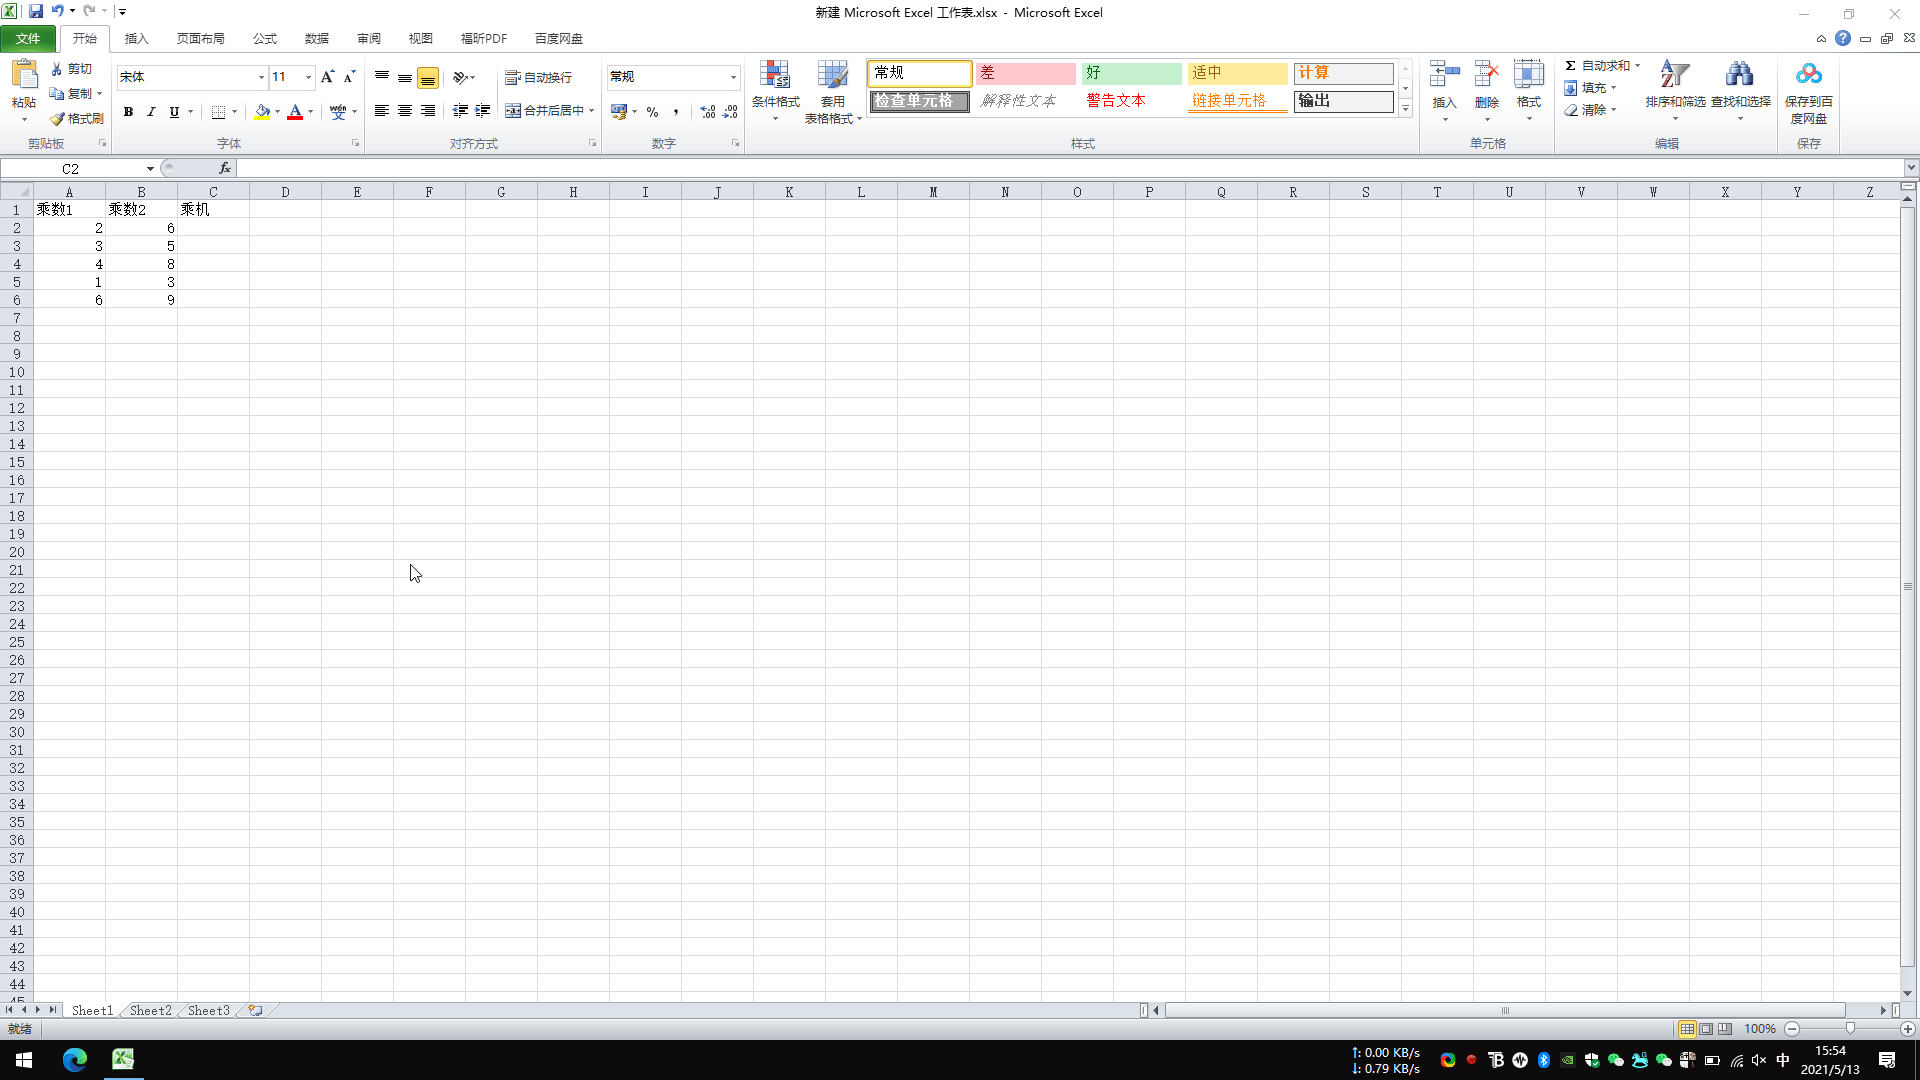 新建 Microsoft Excel 工作表.xlsx - Microsoft Excel
文件 开始 插入 页面布局 公式 数据 审阅 视图 福昕PDF 百度网盘
粘贴 剪切 复制 格式刷 剪贴板
宋体 11 B I U wén A 字体
自动换行 合并后居中 对齐方式
常规 % , 数字
条件格式 套用 表格格式
常规 差 好 适中 计算
检查单元格 解释性文本 警告文本 链接单元格 输出
样式
插入 删除 格式 单元格
Σ 自动求和 填充 清除 排序和筛选 查找和选择 编辑
保存到百度网盘 保存
C2 fx
A B C D E F G H I J K L M N O P Q R S T U V W X Y Z
1 乘数1 乘数2 乘机
2 2 6
3 3 5
4 4 8
5 1 3
6 6 9
7
8
9
10
11
12
13
14
15
16
17
18
19
20
21
22
23
24
25
26
27
28
29
30
31
32
33
34
35
36
37
38
39
40
41
42
43
44
45
Sheet1 Sheet2 Sheet3
就绪 100%
↑: 0.00 KB/s
↓: 0.79 KB/s
中
15:54
2021/5/13